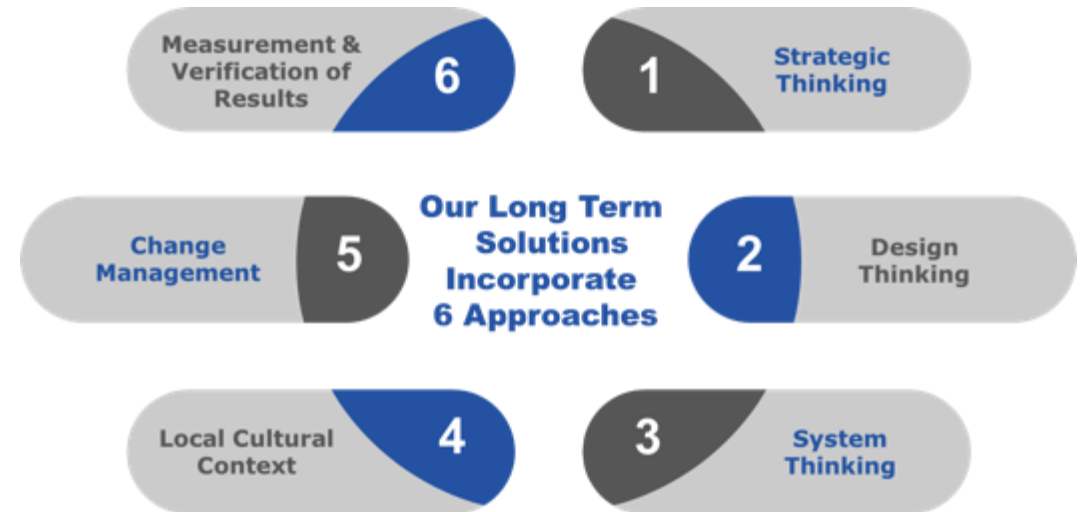 Our Long Term
Solutions
Incorporate
6 Approaches
1
Strategic
Thinking
2
Design
Thinking
3
System
Thinking
4
Local Cultural
Context
5
Change
Management
6
Measurement &
Verification of
Results